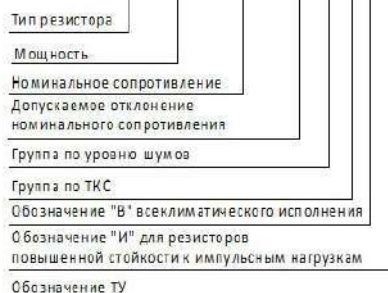 Тип резистора
Мощность
Номинальное сопротивление
Допускаемое отклонение
номинального сопротивления
Группа по уровню шумов
Группа по ТКС
Обозначение "В" всеклиматического исполнения
Обозначение "И" для резисторов
повышенной стойкости к импульсным нагрузкам
Обозначение ТУ